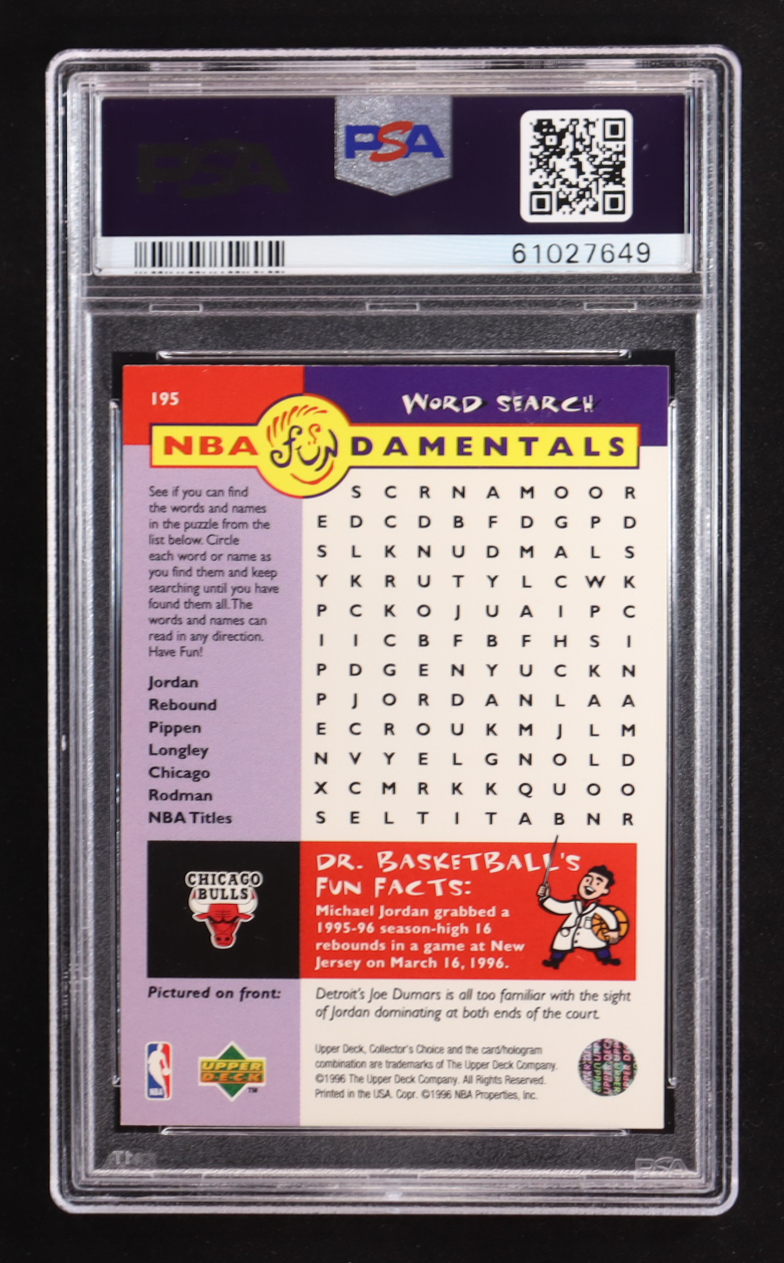 PSA
PSA
61027649
195
WORD SEARCH
NBA FUNDAMENTALS
See if you can find
the words and names
in the puzzle from the
list below. Circle
each word or name as
you find them and keep
searching until you have
found them all. The
words and names can
read in any direction.
Have Fun!
Jordan
Rebound
Pippen
Longley
Chicago
Rodman
NBA Titles
S C R N A M O O R
E D C D B F D G P D
S L K N U D M A L S
Y K R U T Y L C W K
P C K O J U A I P C
I I C B F B F H S I
P D G E N Y U C K N
P J O R D A N L A A
E C R O U K M J L M
N V Y E L G N O L D
X C M R K K Q U O O
S E L T I T A B N R
CHICAGO
BULLS
DR. BASKETBALL'S
FUN FACTS:
Michael Jordan grabbed a
1995-96 season-high 16
rebounds in a game at New
Jersey on March 16, 1996.
Pictured on front:
Detroit's Joe Dumars is all too familiar with the sight
of Jordan dominating at both ends of the court.
NBA
UPPER
DECK
TM
Upper Deck, Collector's Choice and the card/hologram
combination are trademarks of The Upper Deck Company.
©1996 The Upper Deck Company. All Rights Reserved.
Printed in the USA. Copr. ©1996 NBA Properties, Inc.
PSA